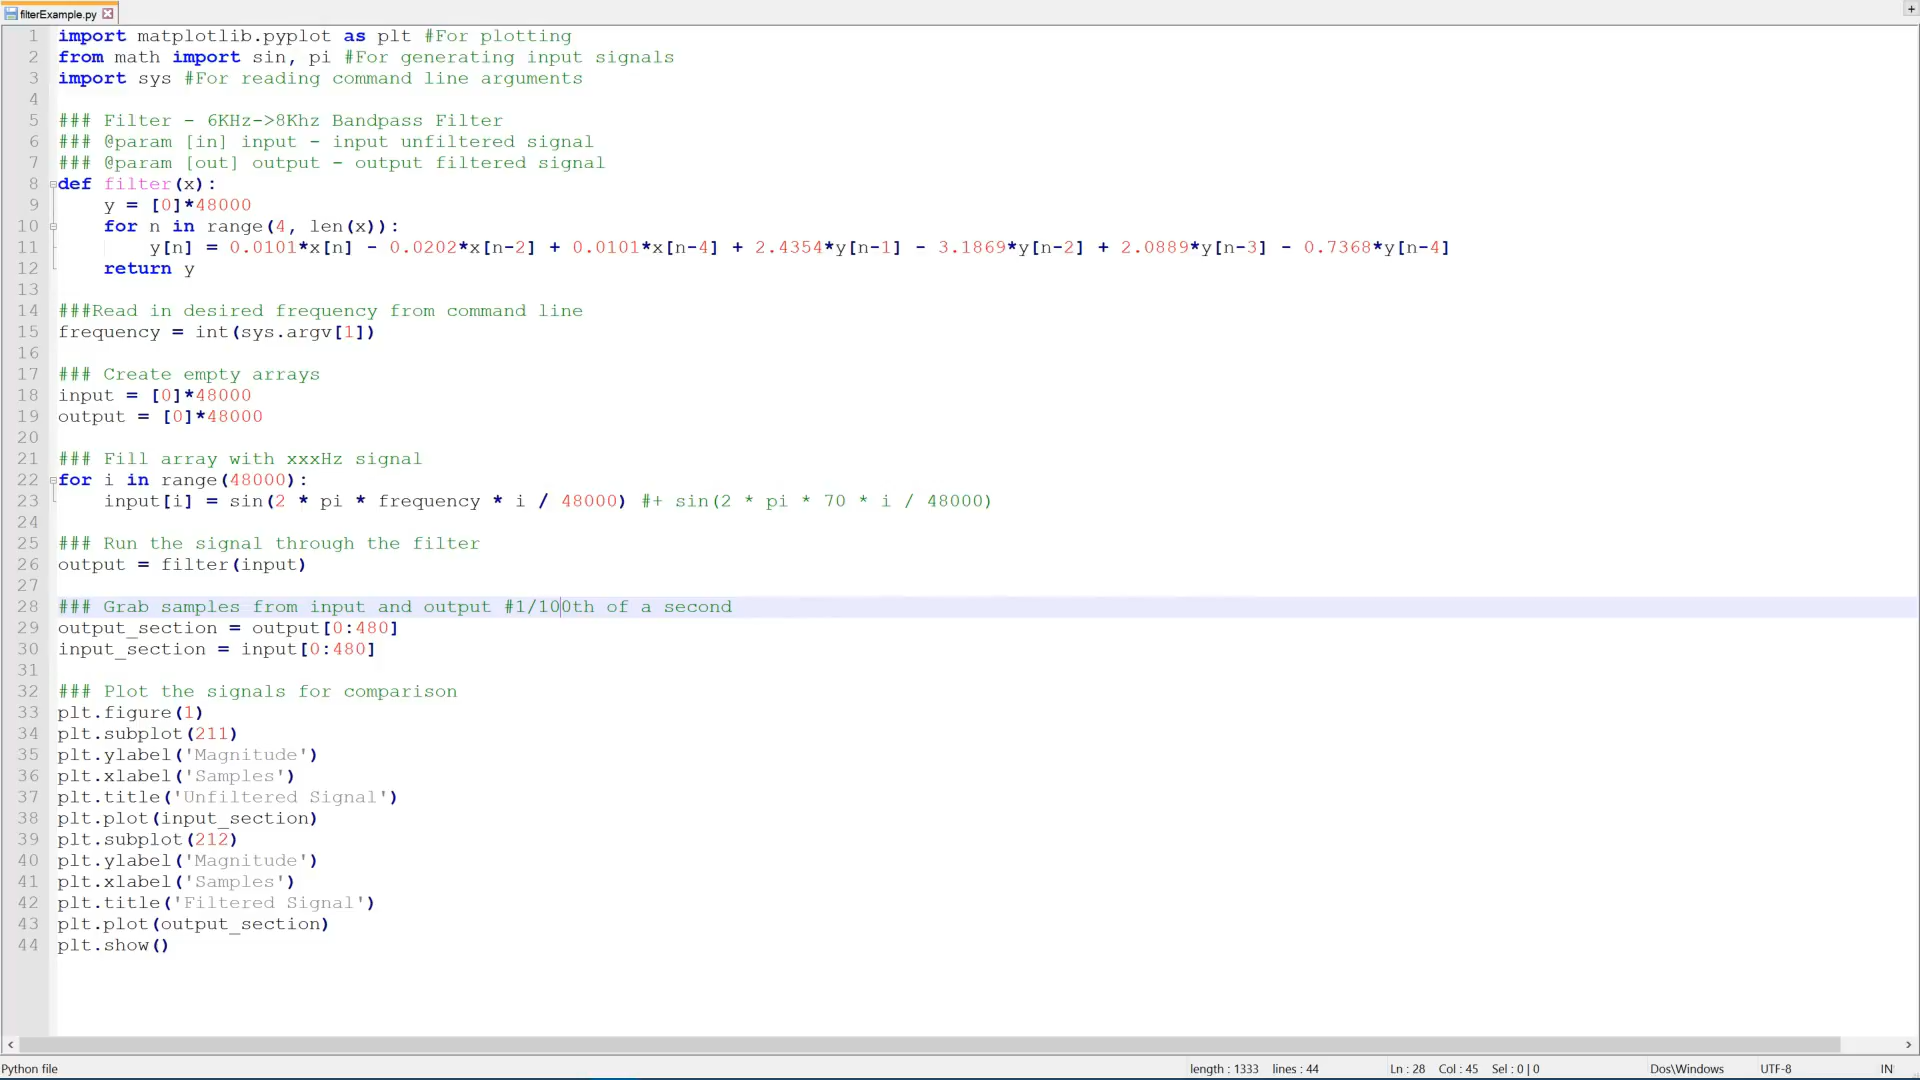 filterExample.py
1 import matplotlib.pyplot as plt #For plotting
2 from math import sin, pi #For generating input signals
3 import sys #For reading command line arguments
4
5 ### Filter - 6KHz->8Khz Bandpass Filter
6 ### @param [in] input - input unfiltered signal
7 ### @param [out] output - output filtered signal
8 def filter(x):
9     y = [0]*48000
10     for n in range(4, len(x)):
11         y[n] = 0.0101*x[n] - 0.0202*x[n-2] + 0.0101*x[n-4] + 2.4354*y[n-1] - 3.1869*y[n-2] + 2.0889*y[n-3] - 0.7368*y[n-4]
12     return y
13
14 ###Read in desired frequency from command line
15 frequency = int(sys.argv[1])
16
17 ### Create empty arrays
18 input = [0]*48000
19 output = [0]*48000
20
21 ### Fill array with xxxHz signal
22 for i in range(48000):
23     input[i] = sin(2 * pi * frequency * i / 48000) #+ sin(2 * pi * 70 * i / 48000)
24
25 ### Run the signal through the filter
26 output = filter(input)
27
28 ### Grab samples from input and output #1/100th of a second
29 output_section = output[0:480]
30 input_section = input[0:480]
31
32 ### Plot the signals for comparison
33 plt.figure(1)
34 plt.subplot(211)
35 plt.ylabel('Magnitude')
36 plt.xlabel('Samples')
37 plt.title('Unfiltered Signal')
38 plt.plot(input_section)
39 plt.subplot(212)
40 plt.ylabel('Magnitude')
41 plt.xlabel('Samples')
42 plt.title('Filtered Signal')
43 plt.plot(output_section)
44 plt.show()
Python file length : 1333 lines : 44 Ln : 28 Col : 45 Sel : 0 | 0 Dos\Windows UTF-8 IN